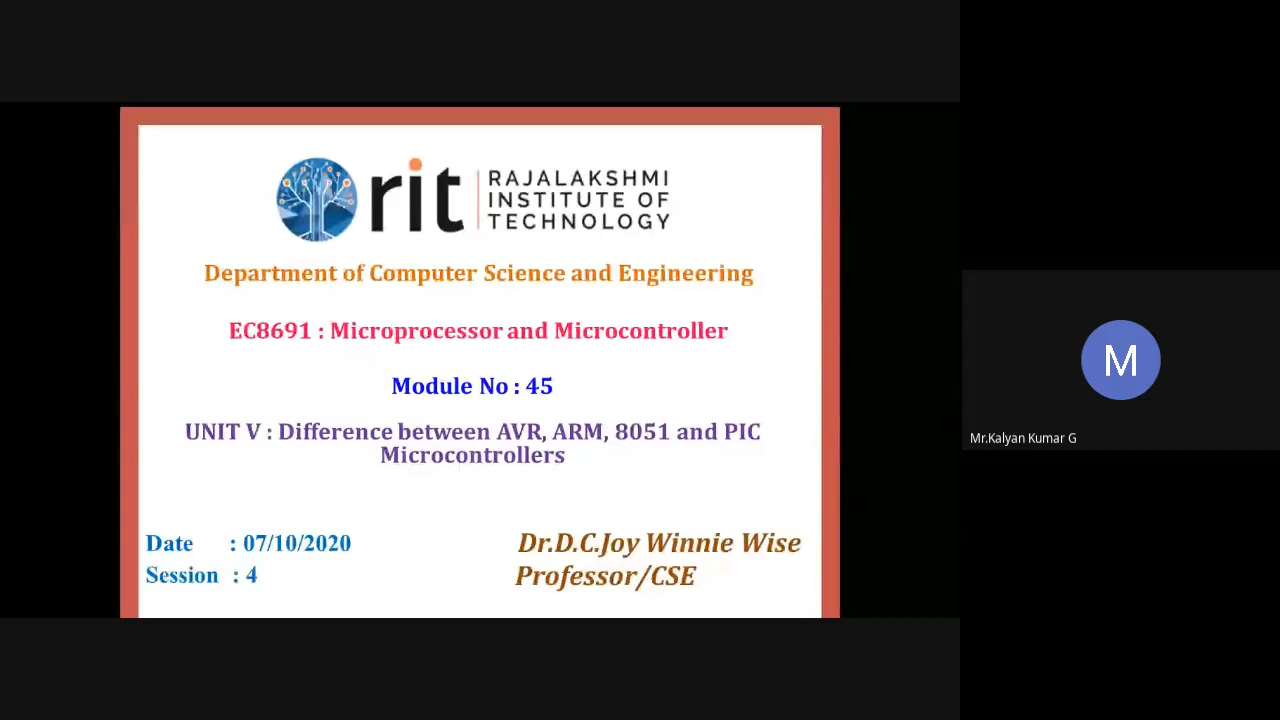 rit
RAJALAKSHMI
INSTITUTE OF
TECHNOLOGY
Department of Computer Science and Engineering
EC8691 : Microprocessor and Microcontroller
Module No : 45
UNIT V : Difference between AVR, ARM, 8051 and PIC
Microcontrollers
Date : 07/10/2020
Session : 4
Dr.D.C.Joy Winnie Wise
Professor/CSE
M
Mr.Kalyan Kumar G